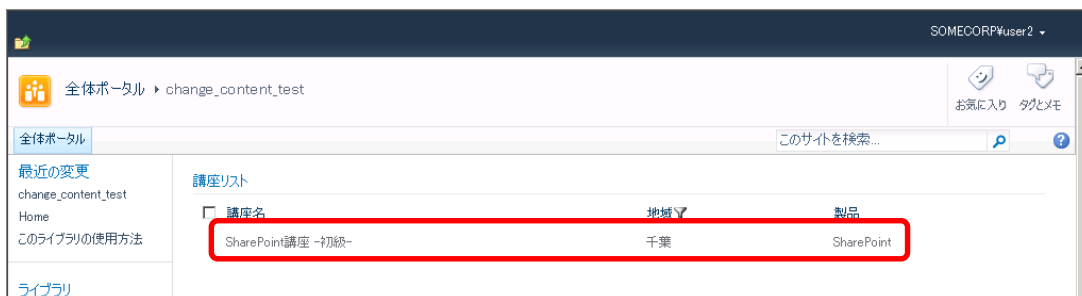 SOMECORP¥user2
全体ポータル ▸ change_content_test
お気に入り タグとメモ
全体ポータル
このサイトを検索...
最近の変更
change_content_test
Home
このライブラリの使用方法
ライブラリ
講座リスト
講座名 地域 製品
SharePoint講座 -初級- 千葉 SharePoint